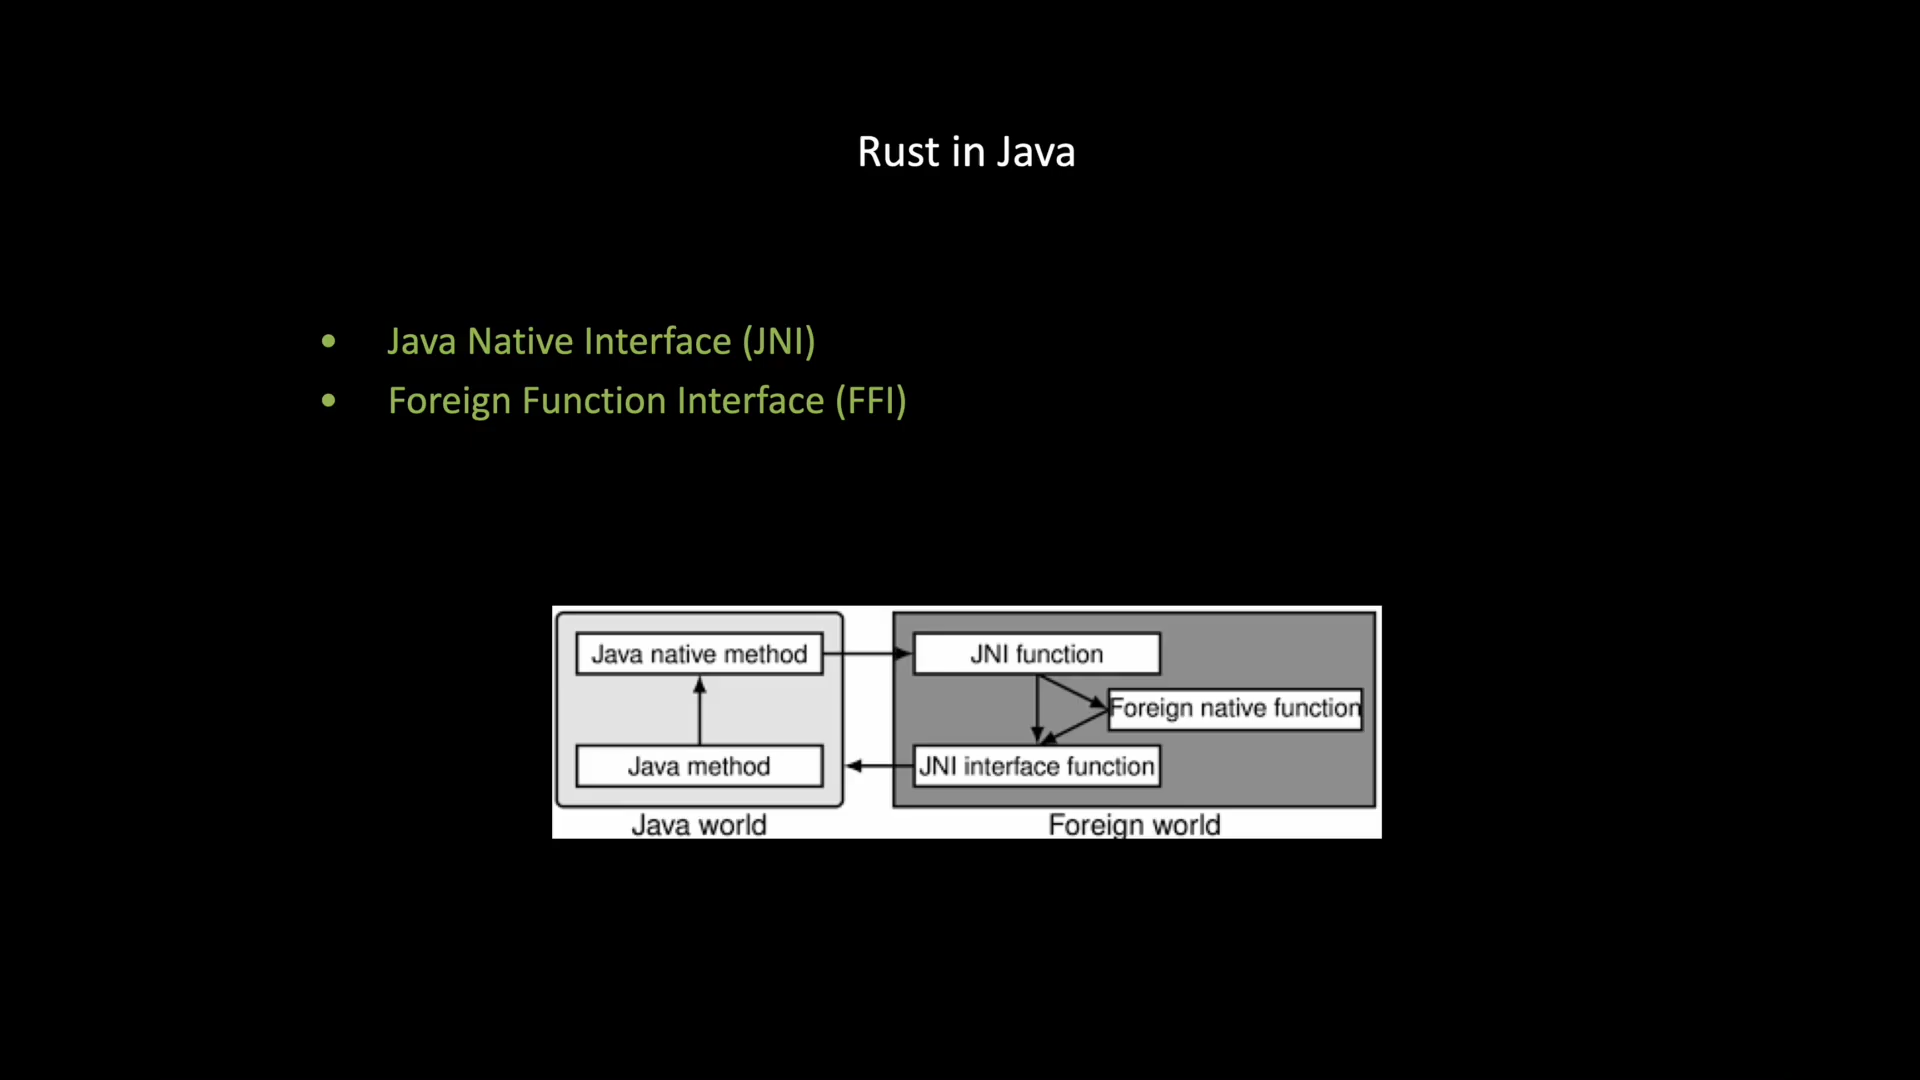 Rust in Java
• Java Native Interface (JNI)
• Foreign Function Interface (FFI)
Java native method
JNI function
Foreign native function
Java method
JNI interface function
Java world
Foreign world